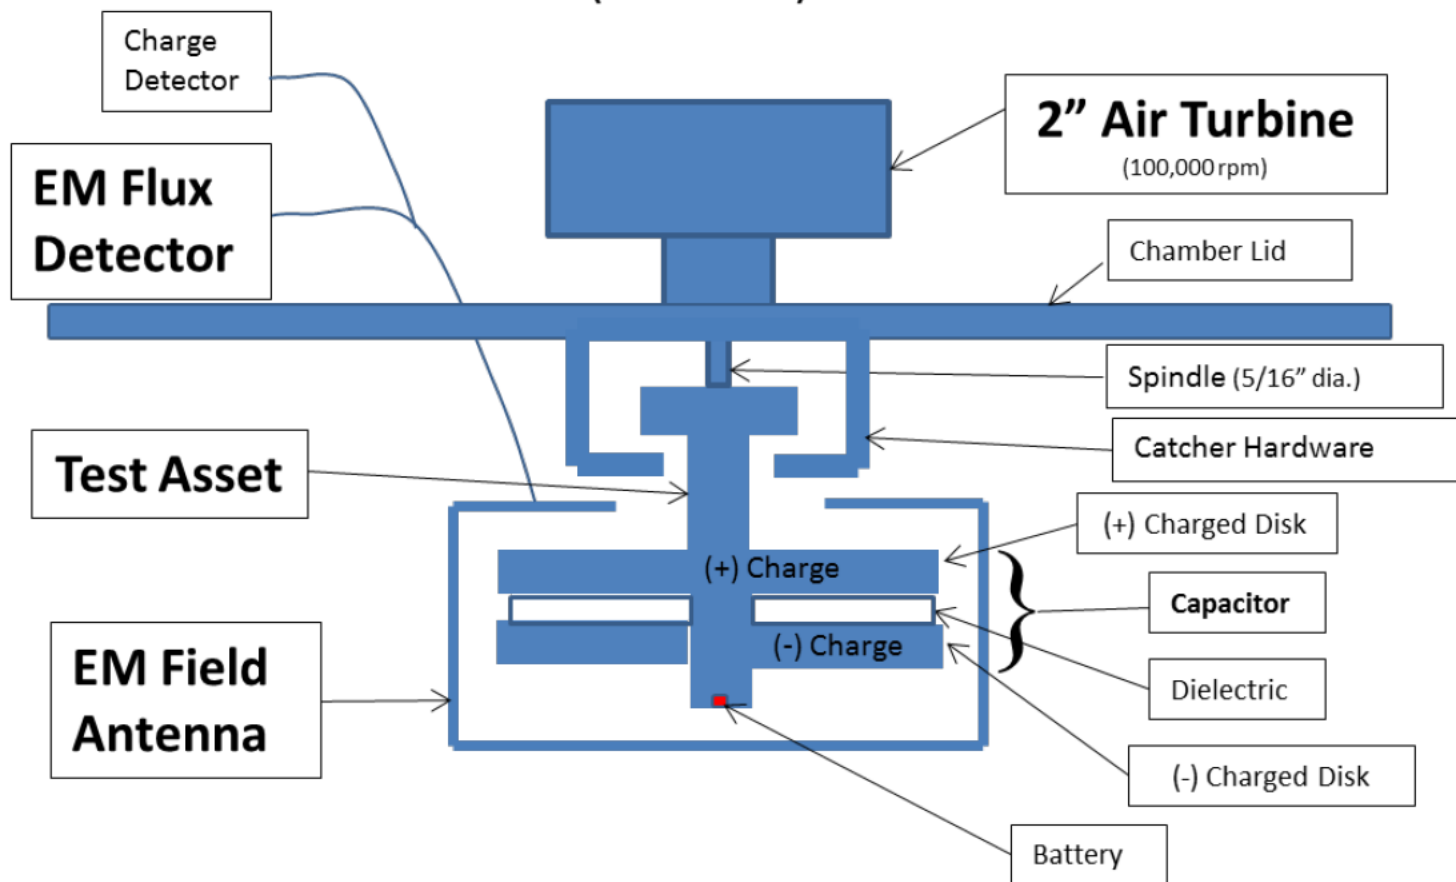 Charge
Detector
2” Air Turbine
(100,000 rpm)
EM Flux
Detector
Chamber Lid
Spindle (5/16” dia.)
Catcher Hardware
Test Asset
(+) Charged Disk
(+) Charge
Capacitor
(-) Charge
EM Field
Antenna
Dielectric
(-) Charged Disk
Battery